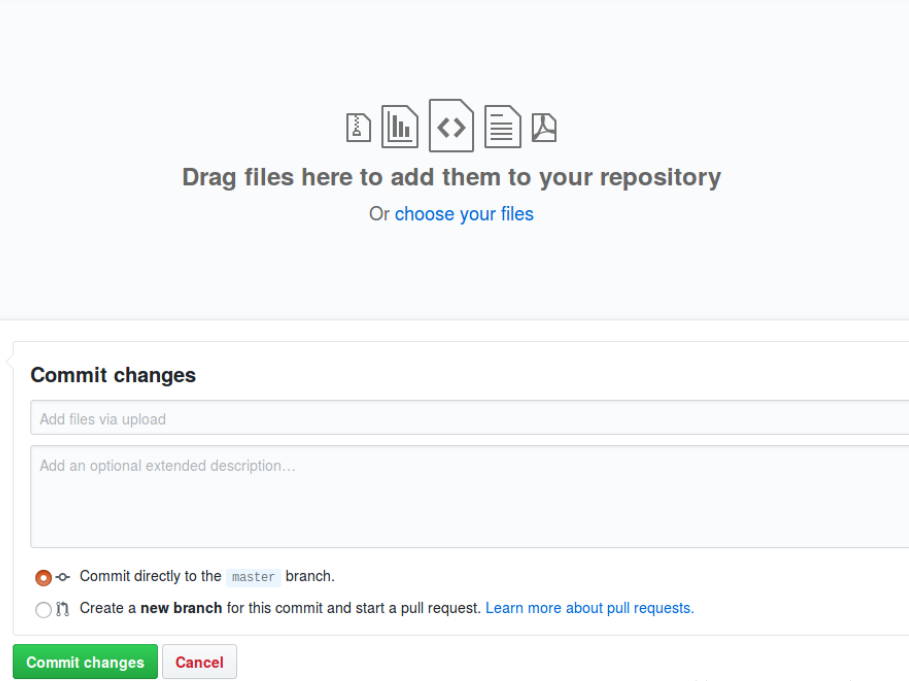 Drag files here to add them to your repository
Or choose your files
Commit changes
Add files via upload
Add an optional extended description…
Commit directly to the master branch.
Create a new branch for this commit and start a pull request. Learn more about pull requests.
Commit changes Cancel